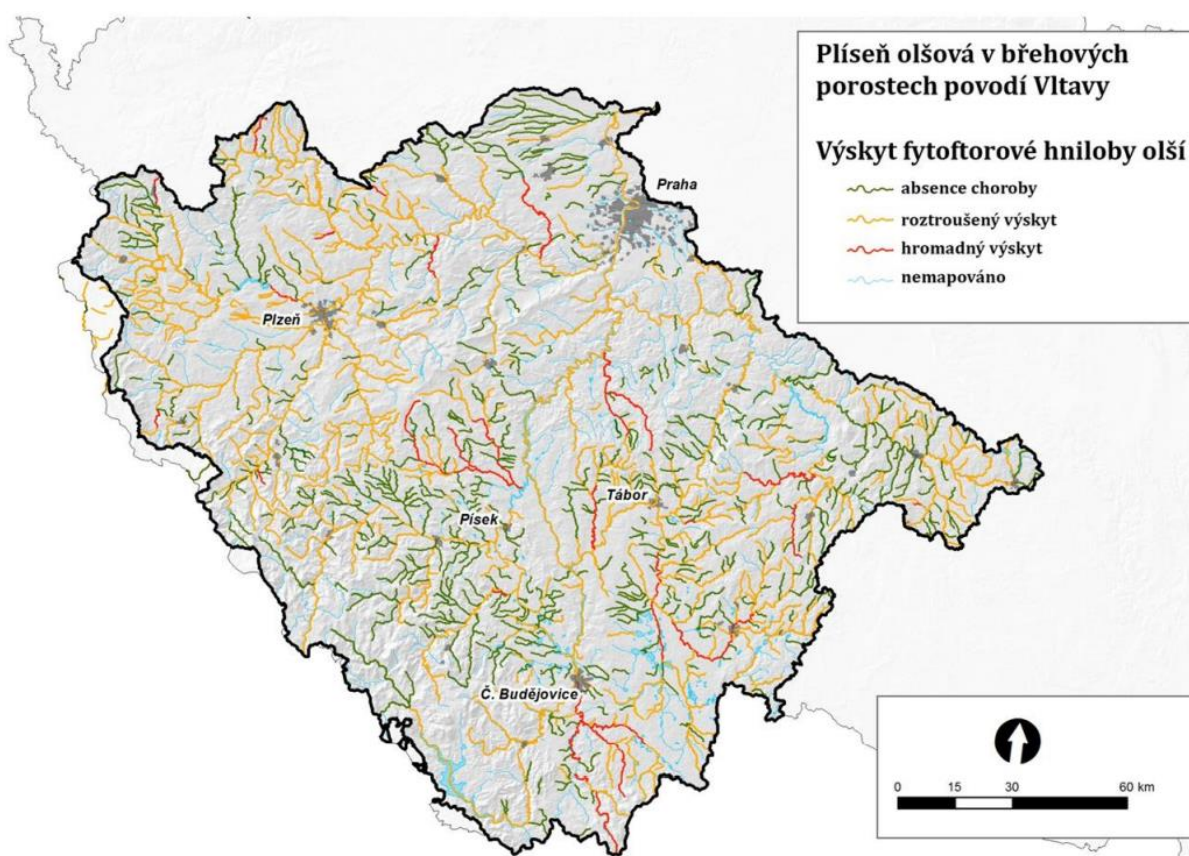 Plíseň olšová v břehových
porostech povodí Vltavy
Výskyt fytoftorové hniloby olší
absence choroby
roztroušený výskyt
hromadný výskyt
nemapováno
Praha
Plzeň
Tábor
Písek
Č. Budějovice
0 15 30 60 km